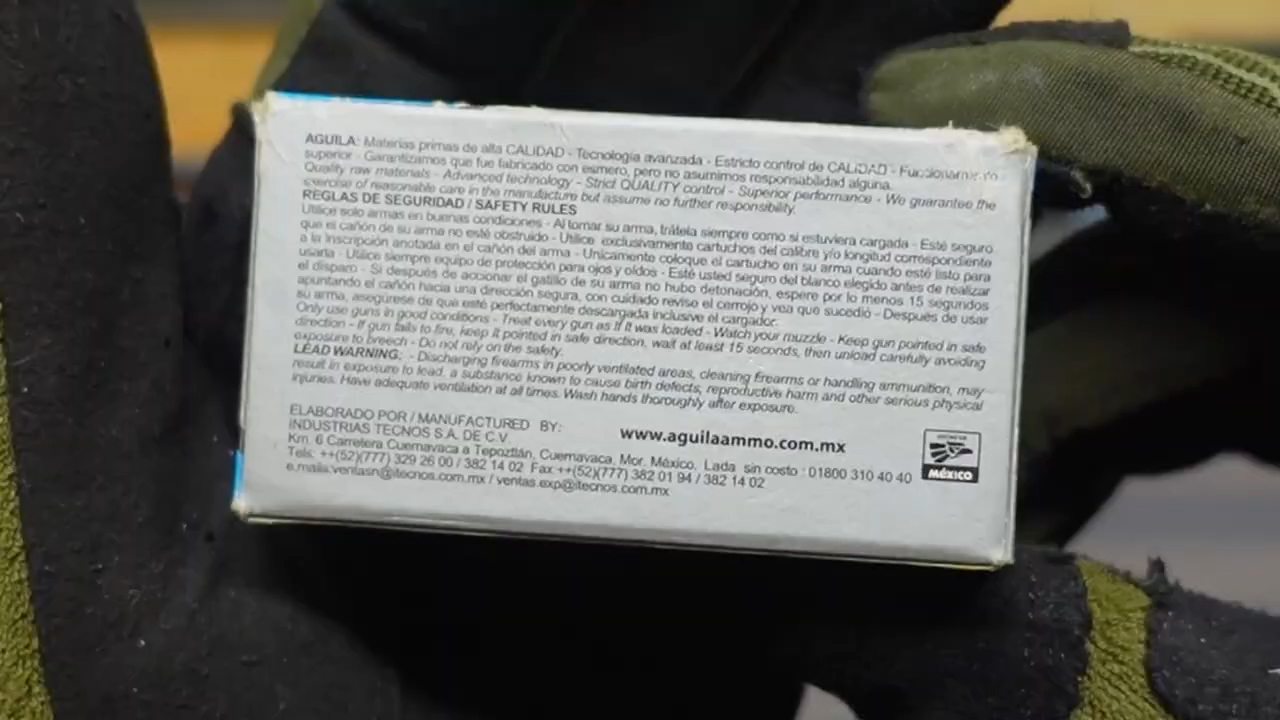 AGUILA: Materias primas de alta CALIDAD - Tecnología avanzada - Estricto control de CALIDAD - Funcionamiento
superior - Garantizamos que fue fabricado con esmero, pero no asumimos responsabilidad alguna.
Quality raw materials - Advanced technology - Strict QUALITY control - Superior performance - We guarantee the
exercise of reasonable care in the manufacture but assume no further responsibility.
REGLAS DE SEGURIDAD / SAFETY RULES
Utilice solo armas en buenas condiciones - Al tomar su arma, trátela siempre como si estuviera cargada - Esté seguro
que el cañón de su arma no esté obstruido - Utilice exclusivamente cartuchos del calibre y/o longitud correspondiente
a la inscripción anotada en el cañón del arma - Unicamente coloque el cartucho en su arma cuando esté listo para
usarla - Utilice siempre equipo de protección para ojos y oídos - Esté usted seguro del blanco elegido antes de realizar
el disparo - Si después de accionar el gatillo de su arma no hubo detonación, espere por lo menos 15 segundos
apuntando el cañón hacia una dirección segura, con cuidado revise el cerrojo y vea que sucedió - Después de usar
su arma, asegúrese de que esté perfectamente descargada inclusive el cargador.
Only use guns in good conditions - Treat every gun as if it was loaded - Watch your muzzle - Keep gun pointed in safe
direction - If gun fails to fire, keep it pointed in safe direction, wait at least 15 seconds, then unload carefully avoiding
exposure to breech - Do not rely on the safety.
LEAD WARNING: - Discharging firearms in poorly ventilated areas, cleaning firearms or handling ammunition, may
result in exposure to lead, a substance known to cause birth defects, reproductive harm and other serious physical
injuries. Have adequate ventilation at all times. Wash hands thoroughly after exposure.
ELABORADO POR / MANUFACTURED BY:
INDUSTRIAS TECNOS S.A. DE C.V.
www.aguilaammo.com.mx
Km. 6 Carretera Cuernavaca a Tepoztlán, Cuernavaca, Mor. México, Lada sin costo : 01800 310 40 40
Tels: ++(52)(777) 329 26 00 / 382 14 02 Fax ++(52)(777) 382 01 94 / 382 14 02
e.mails:ventasn@itecnos.com.mx / ventas.exp@itecnos.com.mx
HECHO EN
MÉXICO